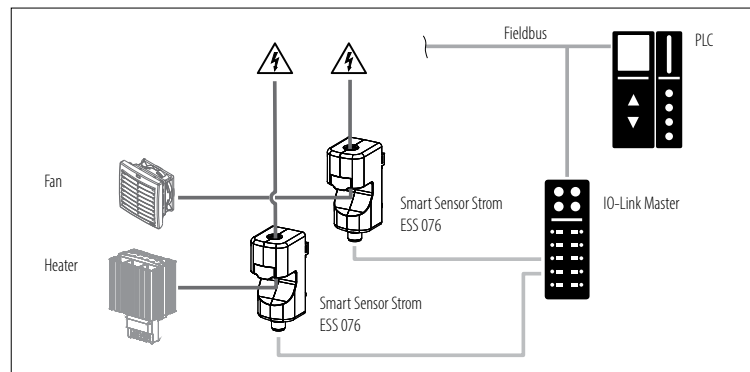 Fieldbus
PLC
Fan
Smart Sensor Strom
ESS 076
IO-Link Master
Heater
Smart Sensor Strom
ESS 076